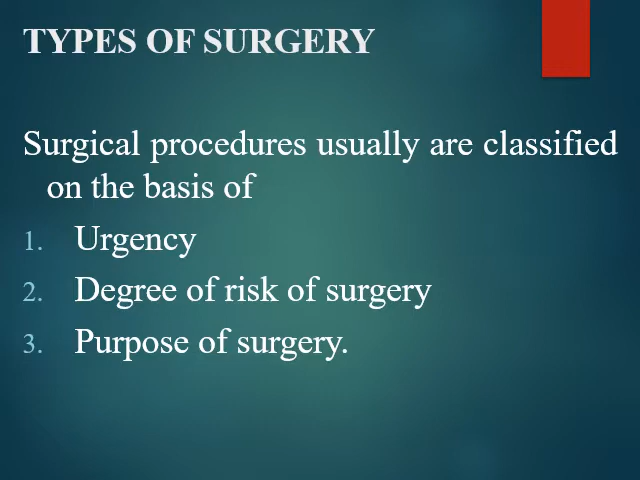 TYPES OF SURGERY
Surgical procedures usually are classified
on the basis of
1. Urgency
2. Degree of risk of surgery
3. Purpose of surgery.